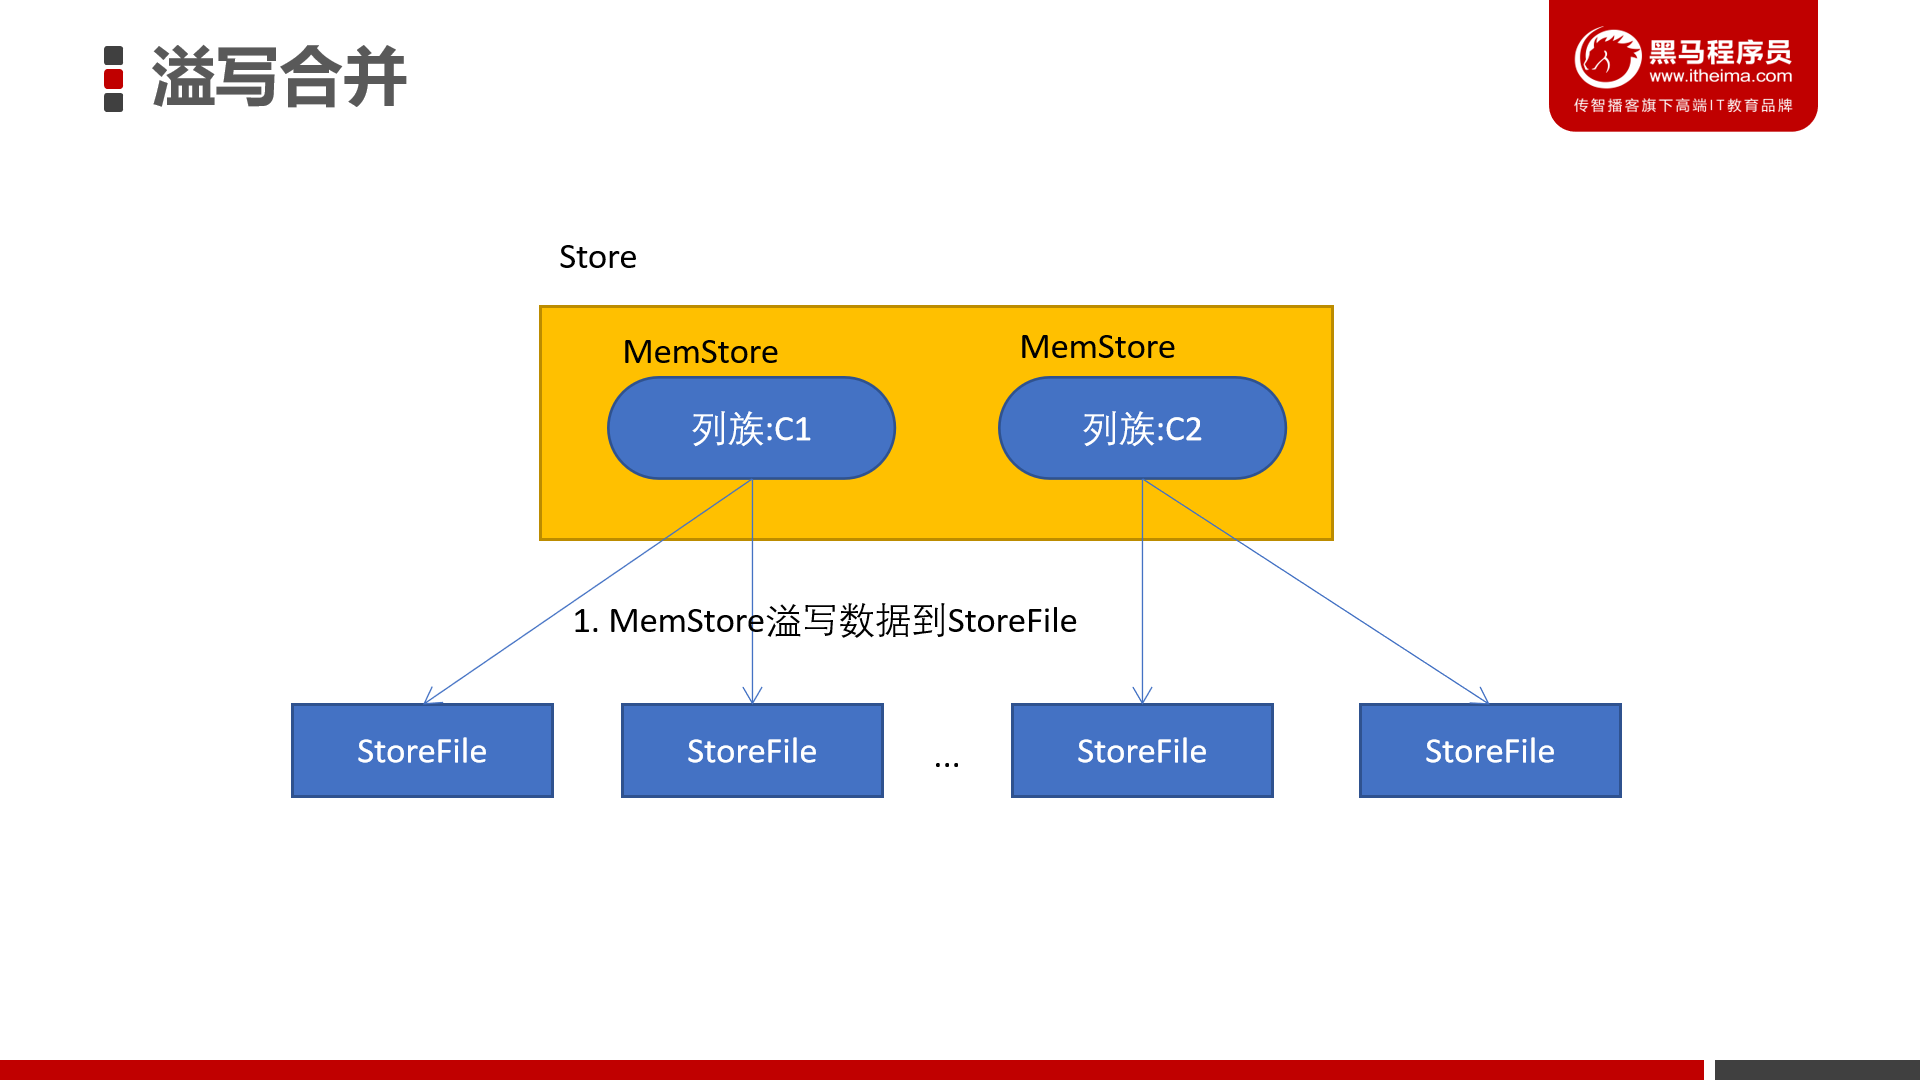 溢写合并
黑马程序员
www.itheima.com
传智播客旗下高端IT教育品牌
Store
MemStore
MemStore
列族:C1
列族:C2
1. MemStore溢写数据到StoreFile
StoreFile
StoreFile
...
StoreFile
StoreFile